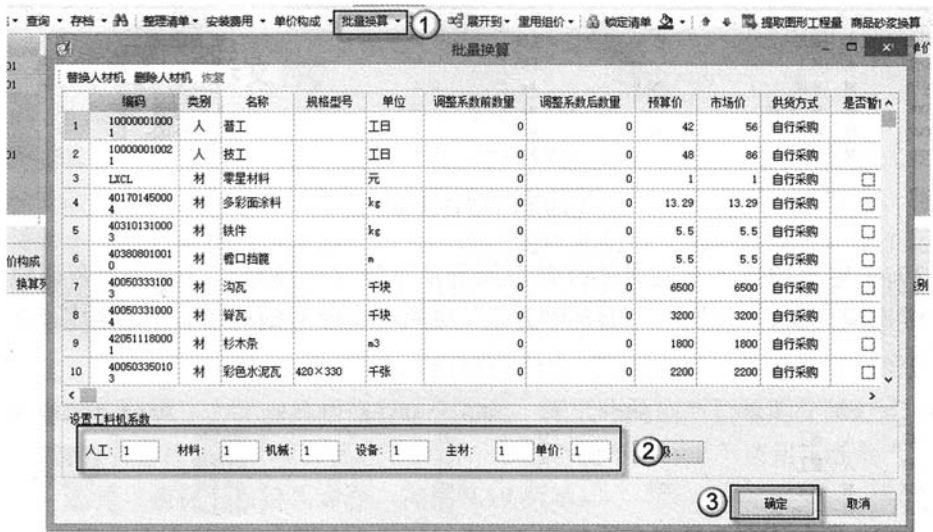 查询 · 存档 · 整理清单 · 安装费用 · 单价构成 · 批量换算 · ① 展开到 · 重用组价 · 锁定清单 提取图形工程量 商品砂浆换算
批量换算
替换人材机 删除人材机 恢复
编码 类别 名称 规格型号 单位 调整系数前数量 调整系数后数量 预算价 市场价 供货方式 是否暂
1 100000010001 人 普工 工日 0 0 42 56 自行采购
2 100000010021 人 技工 工日 0 0 48 86 自行采购
3 LXCL 材 零星材料 元 0 0 1 1 自行采购
4 401701450004 材 多彩面涂料 kg 0 0 13.29 13.29 自行采购
5 403101310003 材 铁件 kg 0 0 5.5 5.5 自行采购
6 403808010010 材 檐口挡篦 m 0 0 5.5 5.5 自行采购
7 400503331003 材 沟瓦 千块 0 0 6500 6500 自行采购
8 400503310004 材 脊瓦 千块 0 0 3200 3200 自行采购
9 420511180001 材 杉木条 m3 0 0 1800 1800 自行采购
10 400503350103 材 彩色水泥瓦 420×330 千张 0 0 2200 2200 自行采购
价构成
换算列
别
设置工料机系数
人工: 1 材料: 1 机械: 1 设备: 1 主材: 1 单价: 1 ②
③ 确定 取消